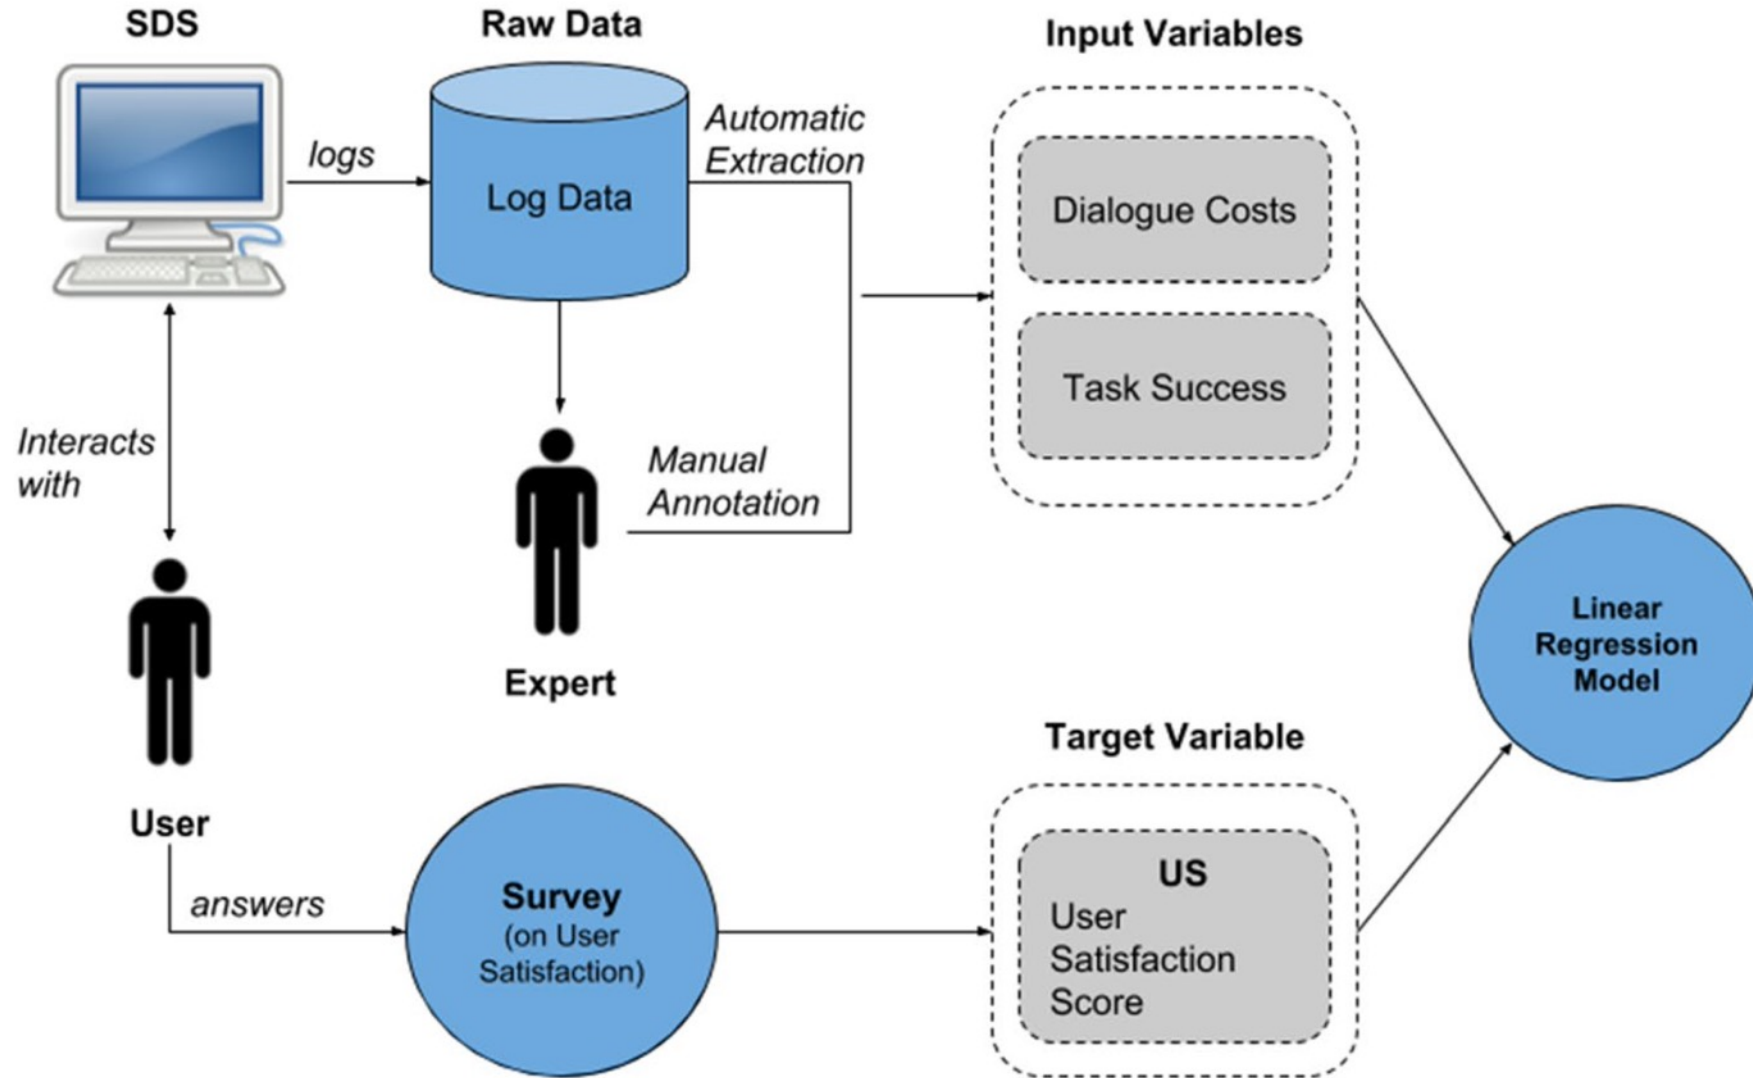 SDS
Raw Data
Input Variables
logs
Log Data
Automatic
Extraction
Dialogue Costs
Task Success
Interacts
with
Manual
Annotation
Expert
User
answers
Survey
(on User
Satisfaction)
Target Variable
US
User
Satisfaction
Score
Linear
Regression
Model